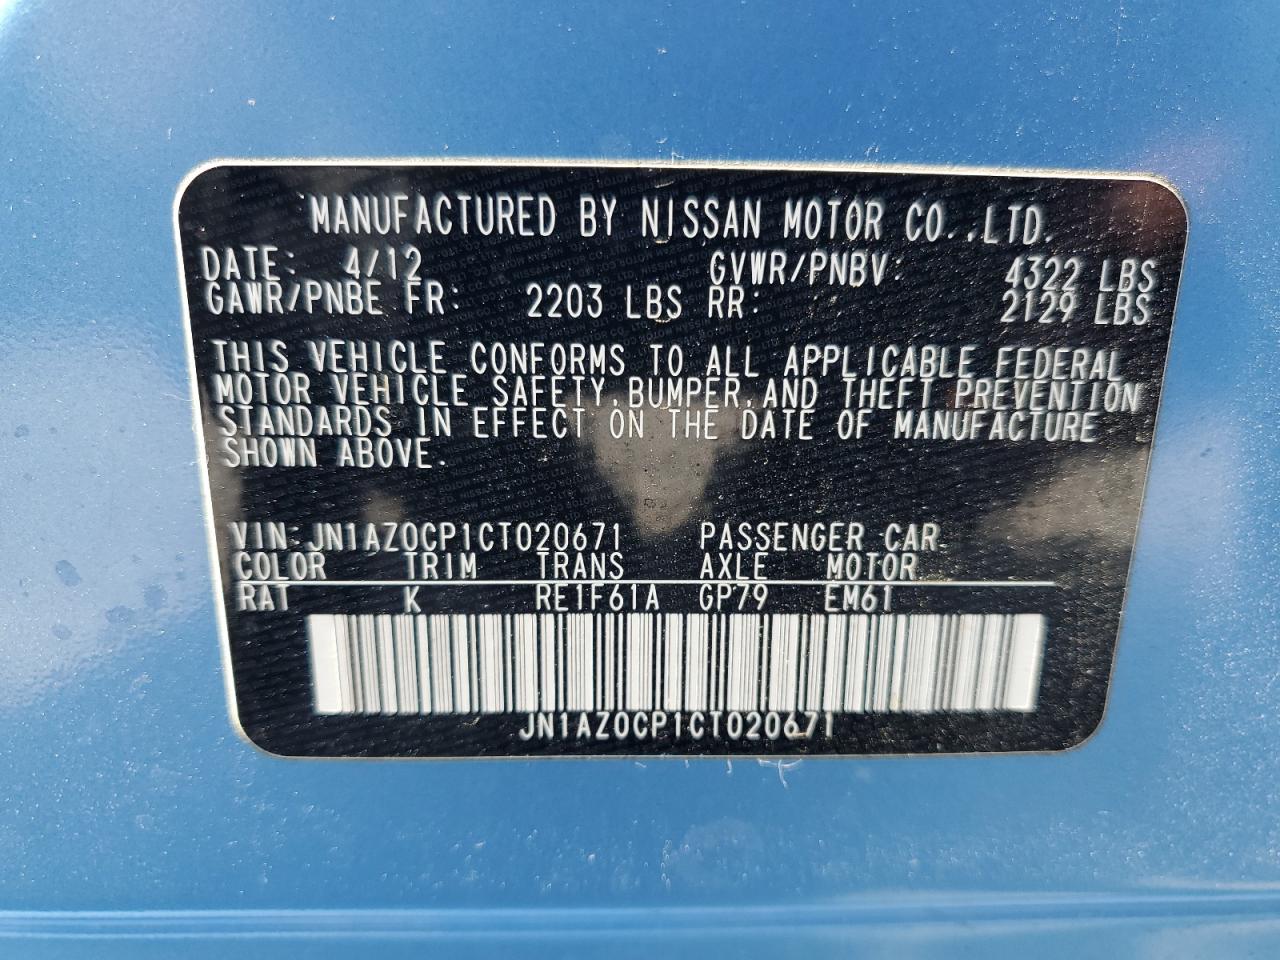 MANUFACTURED BY NISSAN MOTOR CO.,LTD.
DATE: 4/12 GVWR/PNBV: 4322 LBS
GAWR/PNBE FR: 2203 LBS RR: 2129 LBS
THIS VEHICLE CONFORMS TO ALL APPLICABLE FEDERAL
MOTOR VEHICLE SAFETY,BUMPER,AND THEFT PREVENTION
STANDARDS IN EFFECT ON THE DATE OF MANUFACTURE
SHOWN ABOVE.
VIN:JN1AZ0CP1CT020671 PASSENGER CAR
COLOR TRIM TRANS AXLE MOTOR
RAT K RE1F61A GP79 EM61
JN1AZ0CP1CT020671